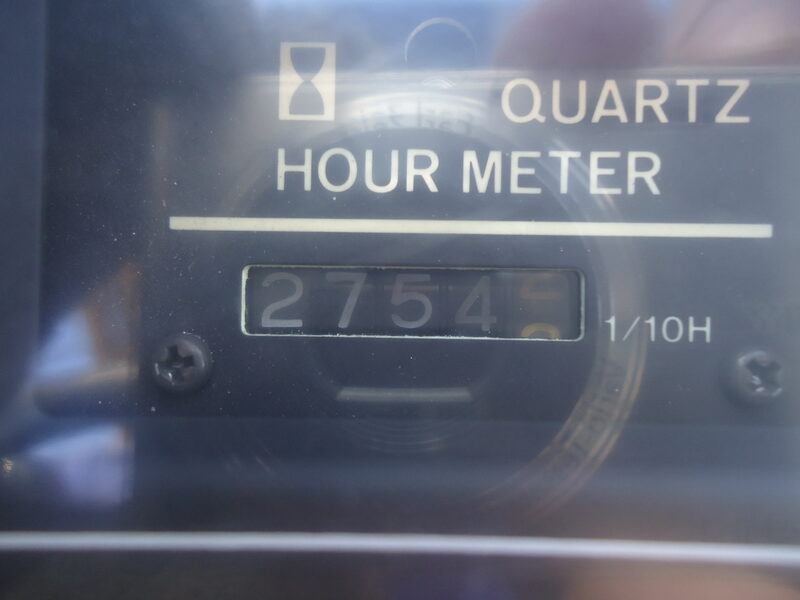 QUARTZ
HOUR METER
2754
1/10H